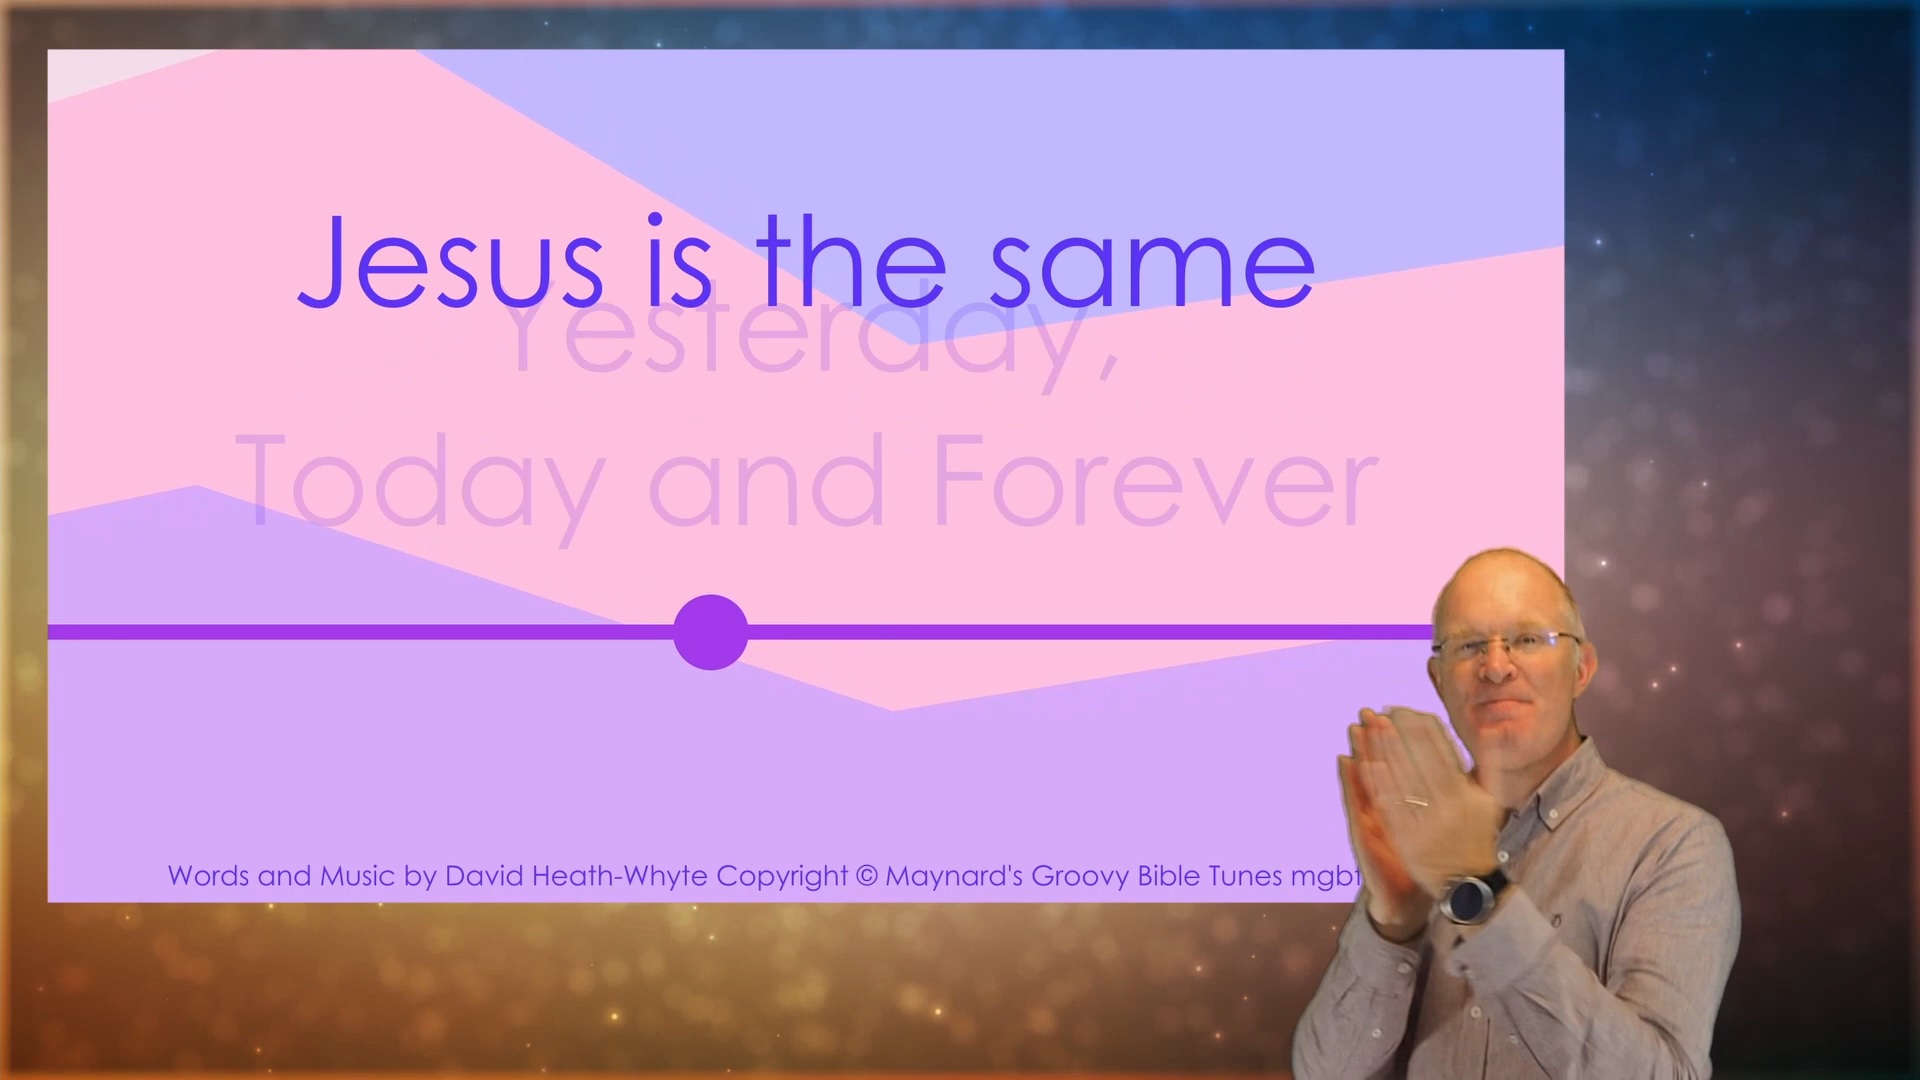 Jesus is the same
Yesterday,
Today and Forever
Words and Music by David Heath-Whyte Copyright © Maynard's Groovy Bible Tunes